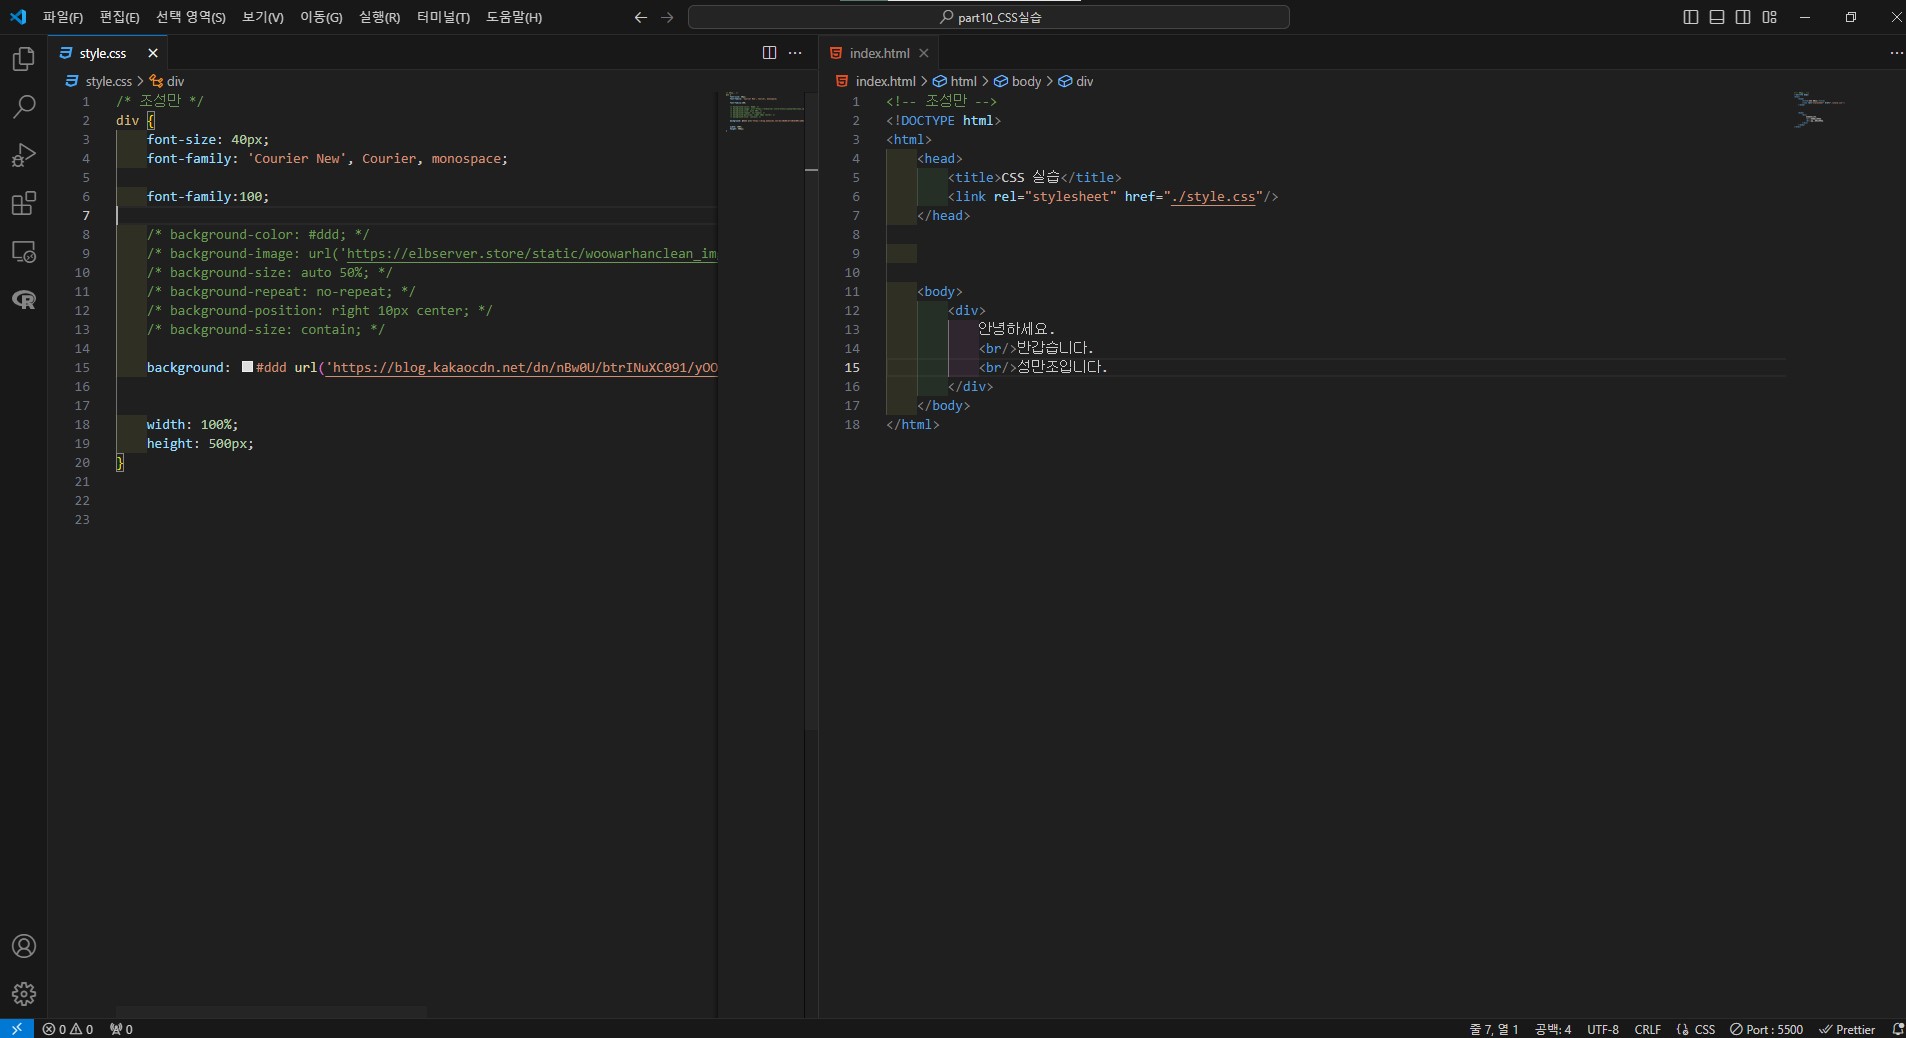 파일(F) 편집(E) 선택 영역(S) 보기(V) 이동(G) 실행(R) 터미널(T) 도움말(H) part10_CSS실습
style.css
style.css > div
1 /* 조성만 */
2 div {
3 font-size: 40px;
4 font-family: 'Courier New', Courier, monospace;
5
6 font-family:100;
7
8 /* background-color: #ddd; */
9 /* background-image: url('https://elbserver.store/static/woowarhanclean_im
10 /* background-size: auto 50%; */
11 /* background-repeat: no-repeat; */
12 /* background-position: right 10px center; */
13 /* background-size: contain; */
14
15 background: #ddd url('https://blog.kakaocdn.net/dn/nBw0U/btrINuXC091/yOO
16
17
18 width: 100%;
19 height: 500px;
20 }
21
22
23
index.html
index.html > html > body > div
1 <!-- 조성만 -->
2 <!DOCTYPE html>
3 <html>
4 <head>
5 <title>CSS 실습</title>
6 <link rel="stylesheet" href="./style.css"/>
7 </head>
8
9
10
11 <body>
12 <div>
13 안녕하세요.
14 <br/>반갑습니다.
15 <br/>성만조입니다.
16 </div>
17 </body>
18 </html>
0 0 0 줄 7, 열 1 공백: 4 UTF-8 CRLF CSS Port : 5500 Prettier